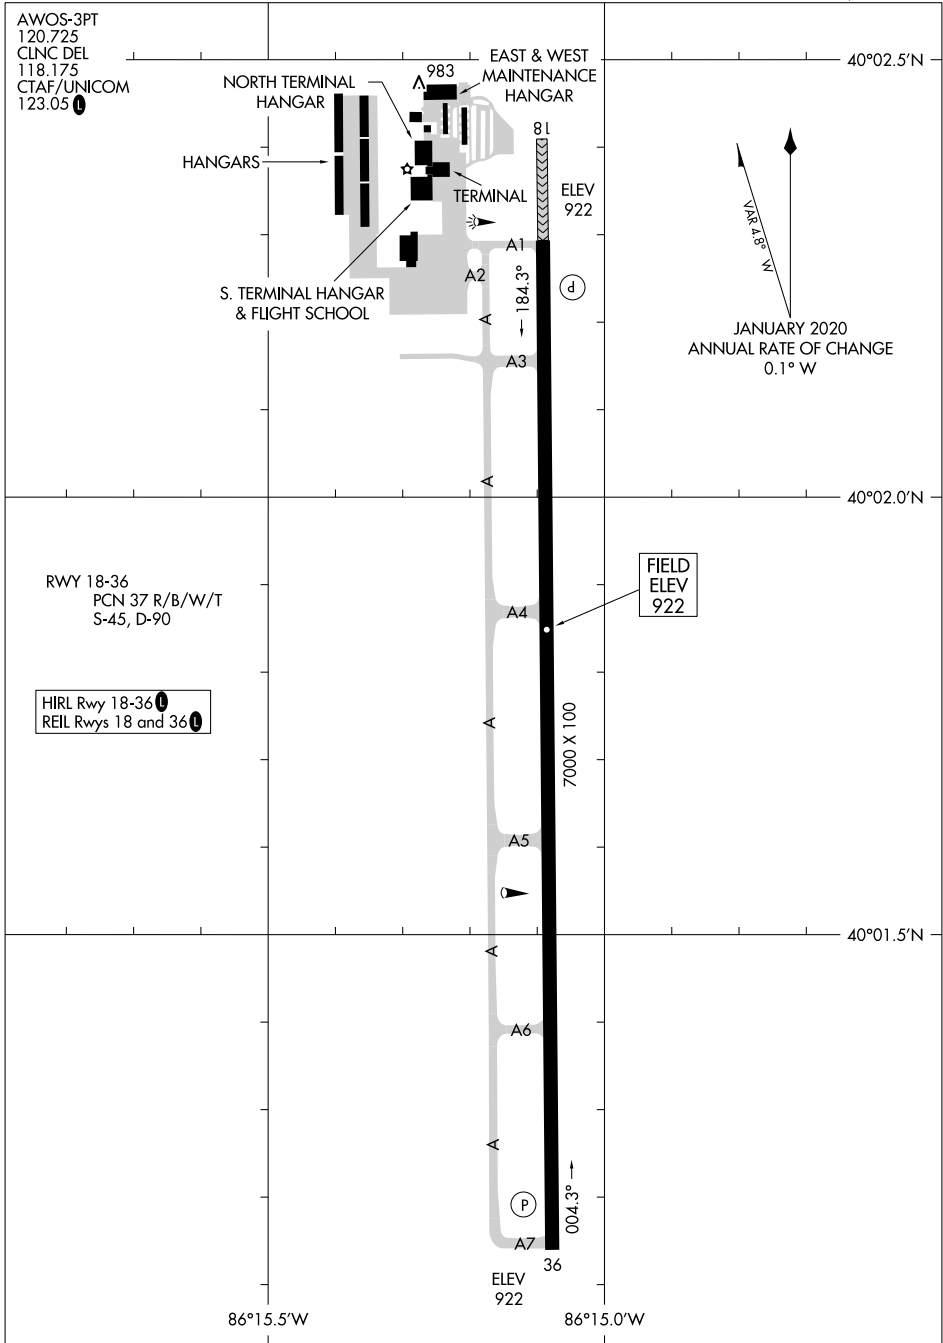 AWOS-3PT
120.725
CLNC DEL
118.175
CTAF/UNICOM
123.05 L
983
EAST & WEST
MAINTENANCE
HANGAR
NORTH TERMINAL
HANGAR
HANGARS
TERMINAL
S. TERMINAL HANGAR
& FLIGHT SCHOOL
18
ELEV
922
40°02.5'N
VAR 4.8° W
JANUARY 2020
ANNUAL RATE OF CHANGE
0.1° W
A1
A2
184.3°
P
A
A3
A
40°02.0'N
RWY 18-36
PCN 37 R/B/W/T
S-45, D-90
FIELD
ELEV
922
A4
HIRL Rwy 18-36 L
REIL Rwys 18 and 36 L
A
7000 X 100
A5
40°01.5'N
A
A6
A
P
004.3°
A7
36
ELEV
922
86°15.5'W
86°15.0'W